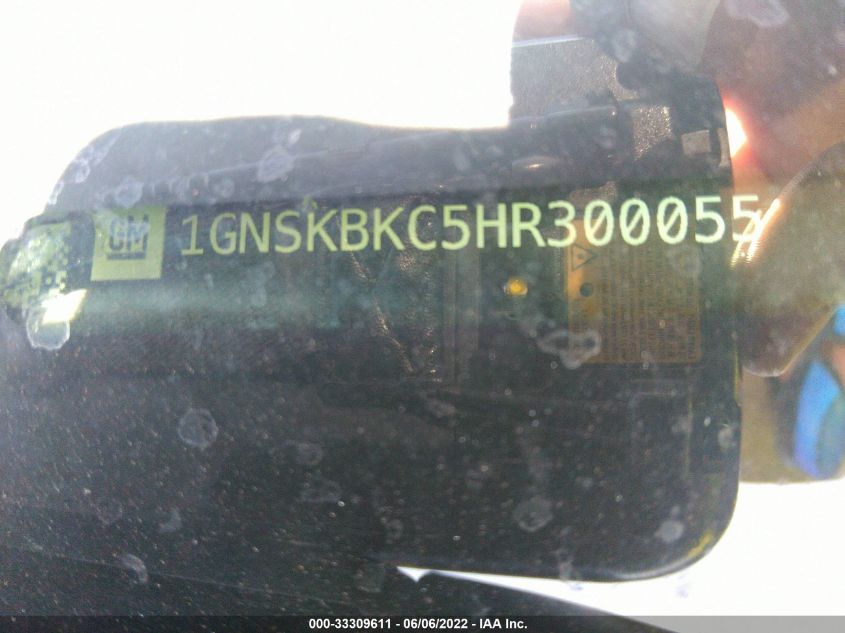 GM 1GNSKBKC5HR300055
000-33309611 - 06/06/2022 - IAA Inc.